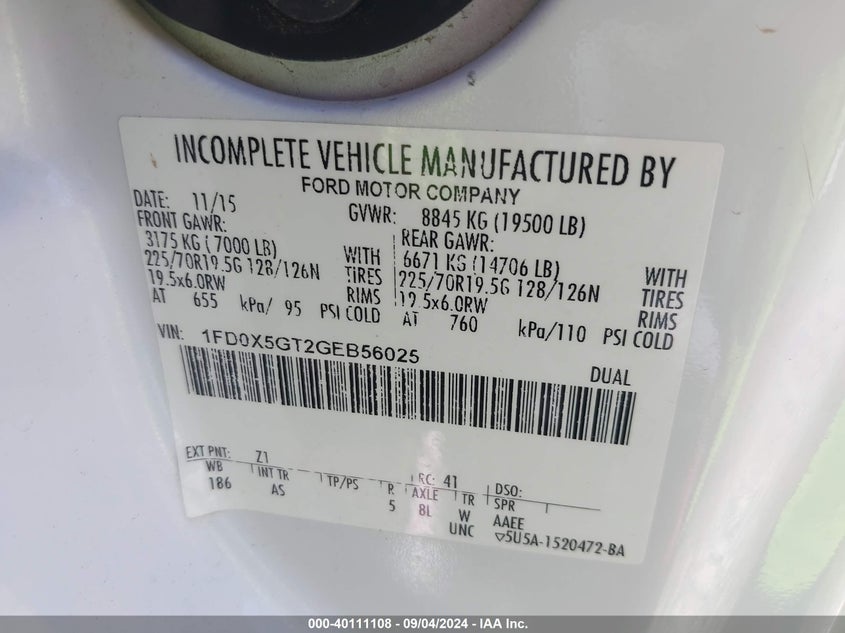 INCOMPLETE VEHICLE MANUFACTURED BY
FORD MOTOR COMPANY
DATE: 11/15 GVWR: 8845 KG (19500 LB)
FRONT GAWR: REAR GAWR:
3175 KG (7000 LB) WITH 6671 KG (14706 LB) WITH
225/70R19.5G 128/126N TIRES 225/70R19.5G 128/126N TIRES
19.5x6.0RW RIMS 19.5x6.0RW RIMS
AT 655 kPa/ 95 PSI COLD AT 760 kPa/110 PSI COLD
VIN: 1FD0X5GT2GEB56025
DUAL
EXT PNT: Z1 RC: 41 DSO:
WB INT TR TP/PS R AXLE TR SPR
186 AS 5 BL W AAEE
UNC ▽5U5A-1520472-BA
000-40111108 - 09/04/2024 - IAA Inc.